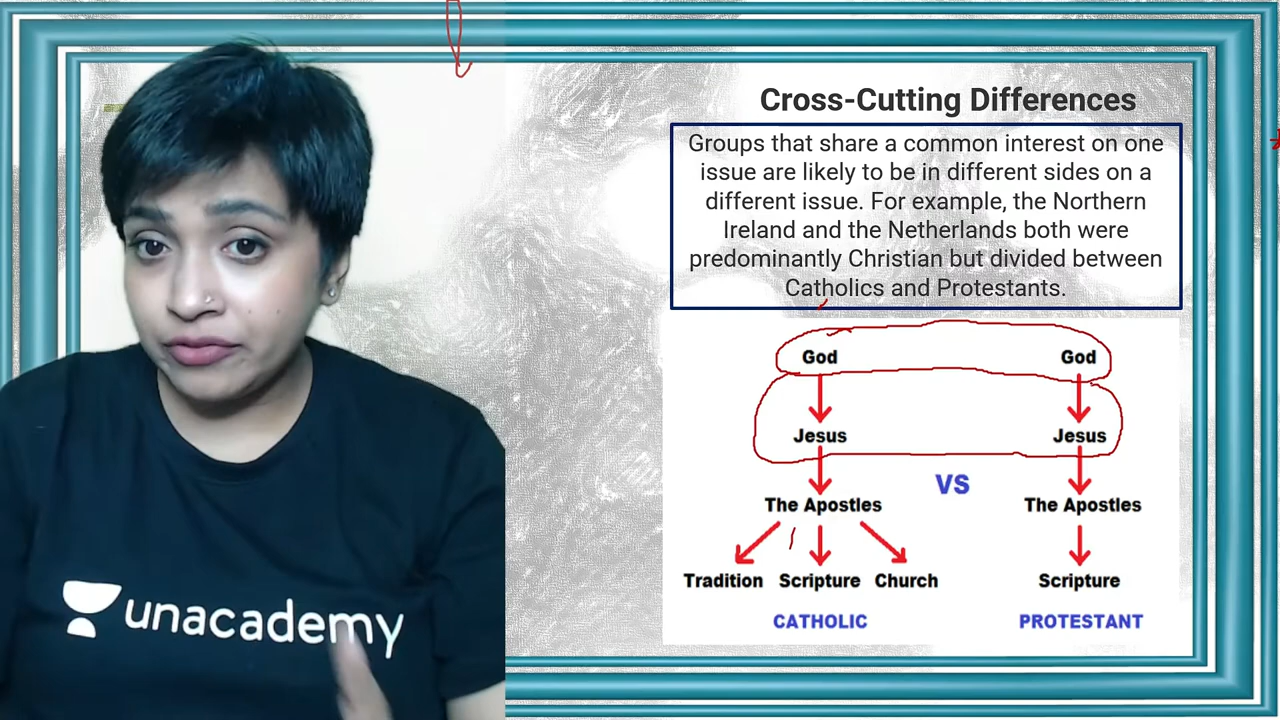 Cross-Cutting Differences
Groups that share a common interest on one
issue are likely to be in different sides on a
different issue. For example, the Northern
Ireland and the Netherlands both were
predominantly Christian but divided between
Catholics and Protestants.
God God
Jesus Jesus
VS
The Apostles The Apostles
Tradition Scripture Church Scripture
CATHOLIC PROTESTANT
unacademy